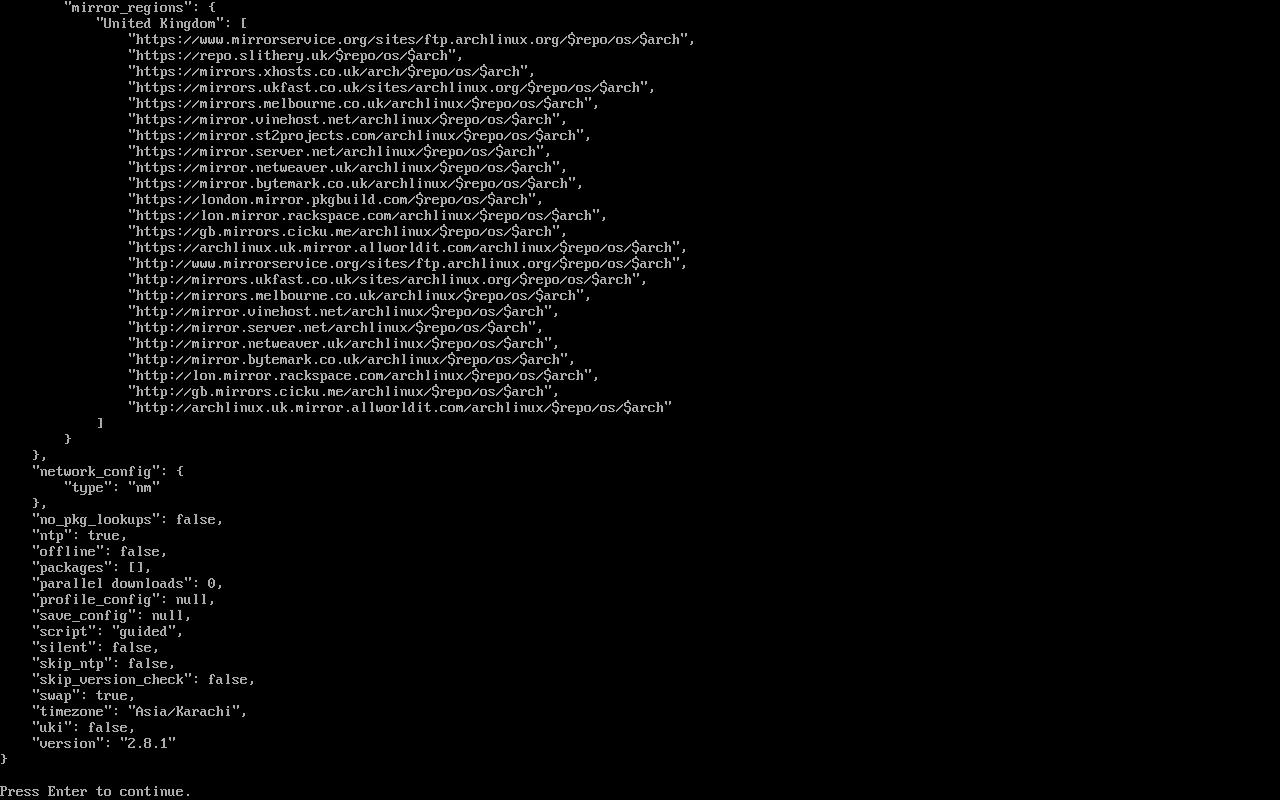 "mirror_regions": {
"United Kingdom": [
"https://www.mirrorservice.org/sites/ftp.archlinux.org/$repo/os/$arch",
"https://repo.slithery.uk/$repo/os/$arch",
"https://mirrors.xhosts.co.uk/arch/$repo/os/$arch",
"https://mirrors.ukfast.co.uk/sites/archlinux.org/$repo/os/$arch",
"https://mirrors.melbourne.co.uk/archlinux/$repo/os/$arch",
"https://mirror.vinehost.net/archlinux/$repo/os/$arch",
"https://mirror.st2projects.com/archlinux/$repo/os/$arch",
"https://mirror.server.net/archlinux/$repo/os/$arch",
"https://mirror.netweaver.uk/archlinux/$repo/os/$arch",
"https://mirror.bytemark.co.uk/archlinux/$repo/os/$arch",
"https://london.mirror.pkgbuild.com/$repo/os/$arch",
"https://lon.mirror.rackspace.com/archlinux/$repo/os/$arch",
"https://gb.mirrors.cicku.me/archlinux/$repo/os/$arch",
"https://archlinux.uk.mirror.allworldit.com/archlinux/$repo/os/$arch",
"http://www.mirrorservice.org/sites/ftp.archlinux.org/$repo/os/$arch",
"http://mirrors.ukfast.co.uk/sites/archlinux.org/$repo/os/$arch",
"http://mirrors.melbourne.co.uk/archlinux/$repo/os/$arch",
"http://mirror.vinehost.net/archlinux/$repo/os/$arch",
"http://mirror.server.net/archlinux/$repo/os/$arch",
"http://mirror.netweaver.uk/archlinux/$repo/os/$arch",
"http://mirror.bytemark.co.uk/archlinux/$repo/os/$arch",
"http://lon.mirror.rackspace.com/archlinux/$repo/os/$arch",
"http://gb.mirrors.cicku.me/archlinux/$repo/os/$arch",
"http://archlinux.uk.mirror.allworldit.com/archlinux/$repo/os/$arch"
]
}
},
"network_config": {
"type": "nm"
},
"no_pkg_lookups": false,
"ntp": true,
"offline": false,
"packages": [],
"parallel downloads": 0,
"profile_config": null,
"save_config": null,
"script": "guided",
"silent": false,
"skip_ntp": false,
"skip_version_check": false,
"swap": true,
"timezone": "Asia/Karachi",
"uki": false,
"version": "2.8.1"
}
Press Enter to continue.